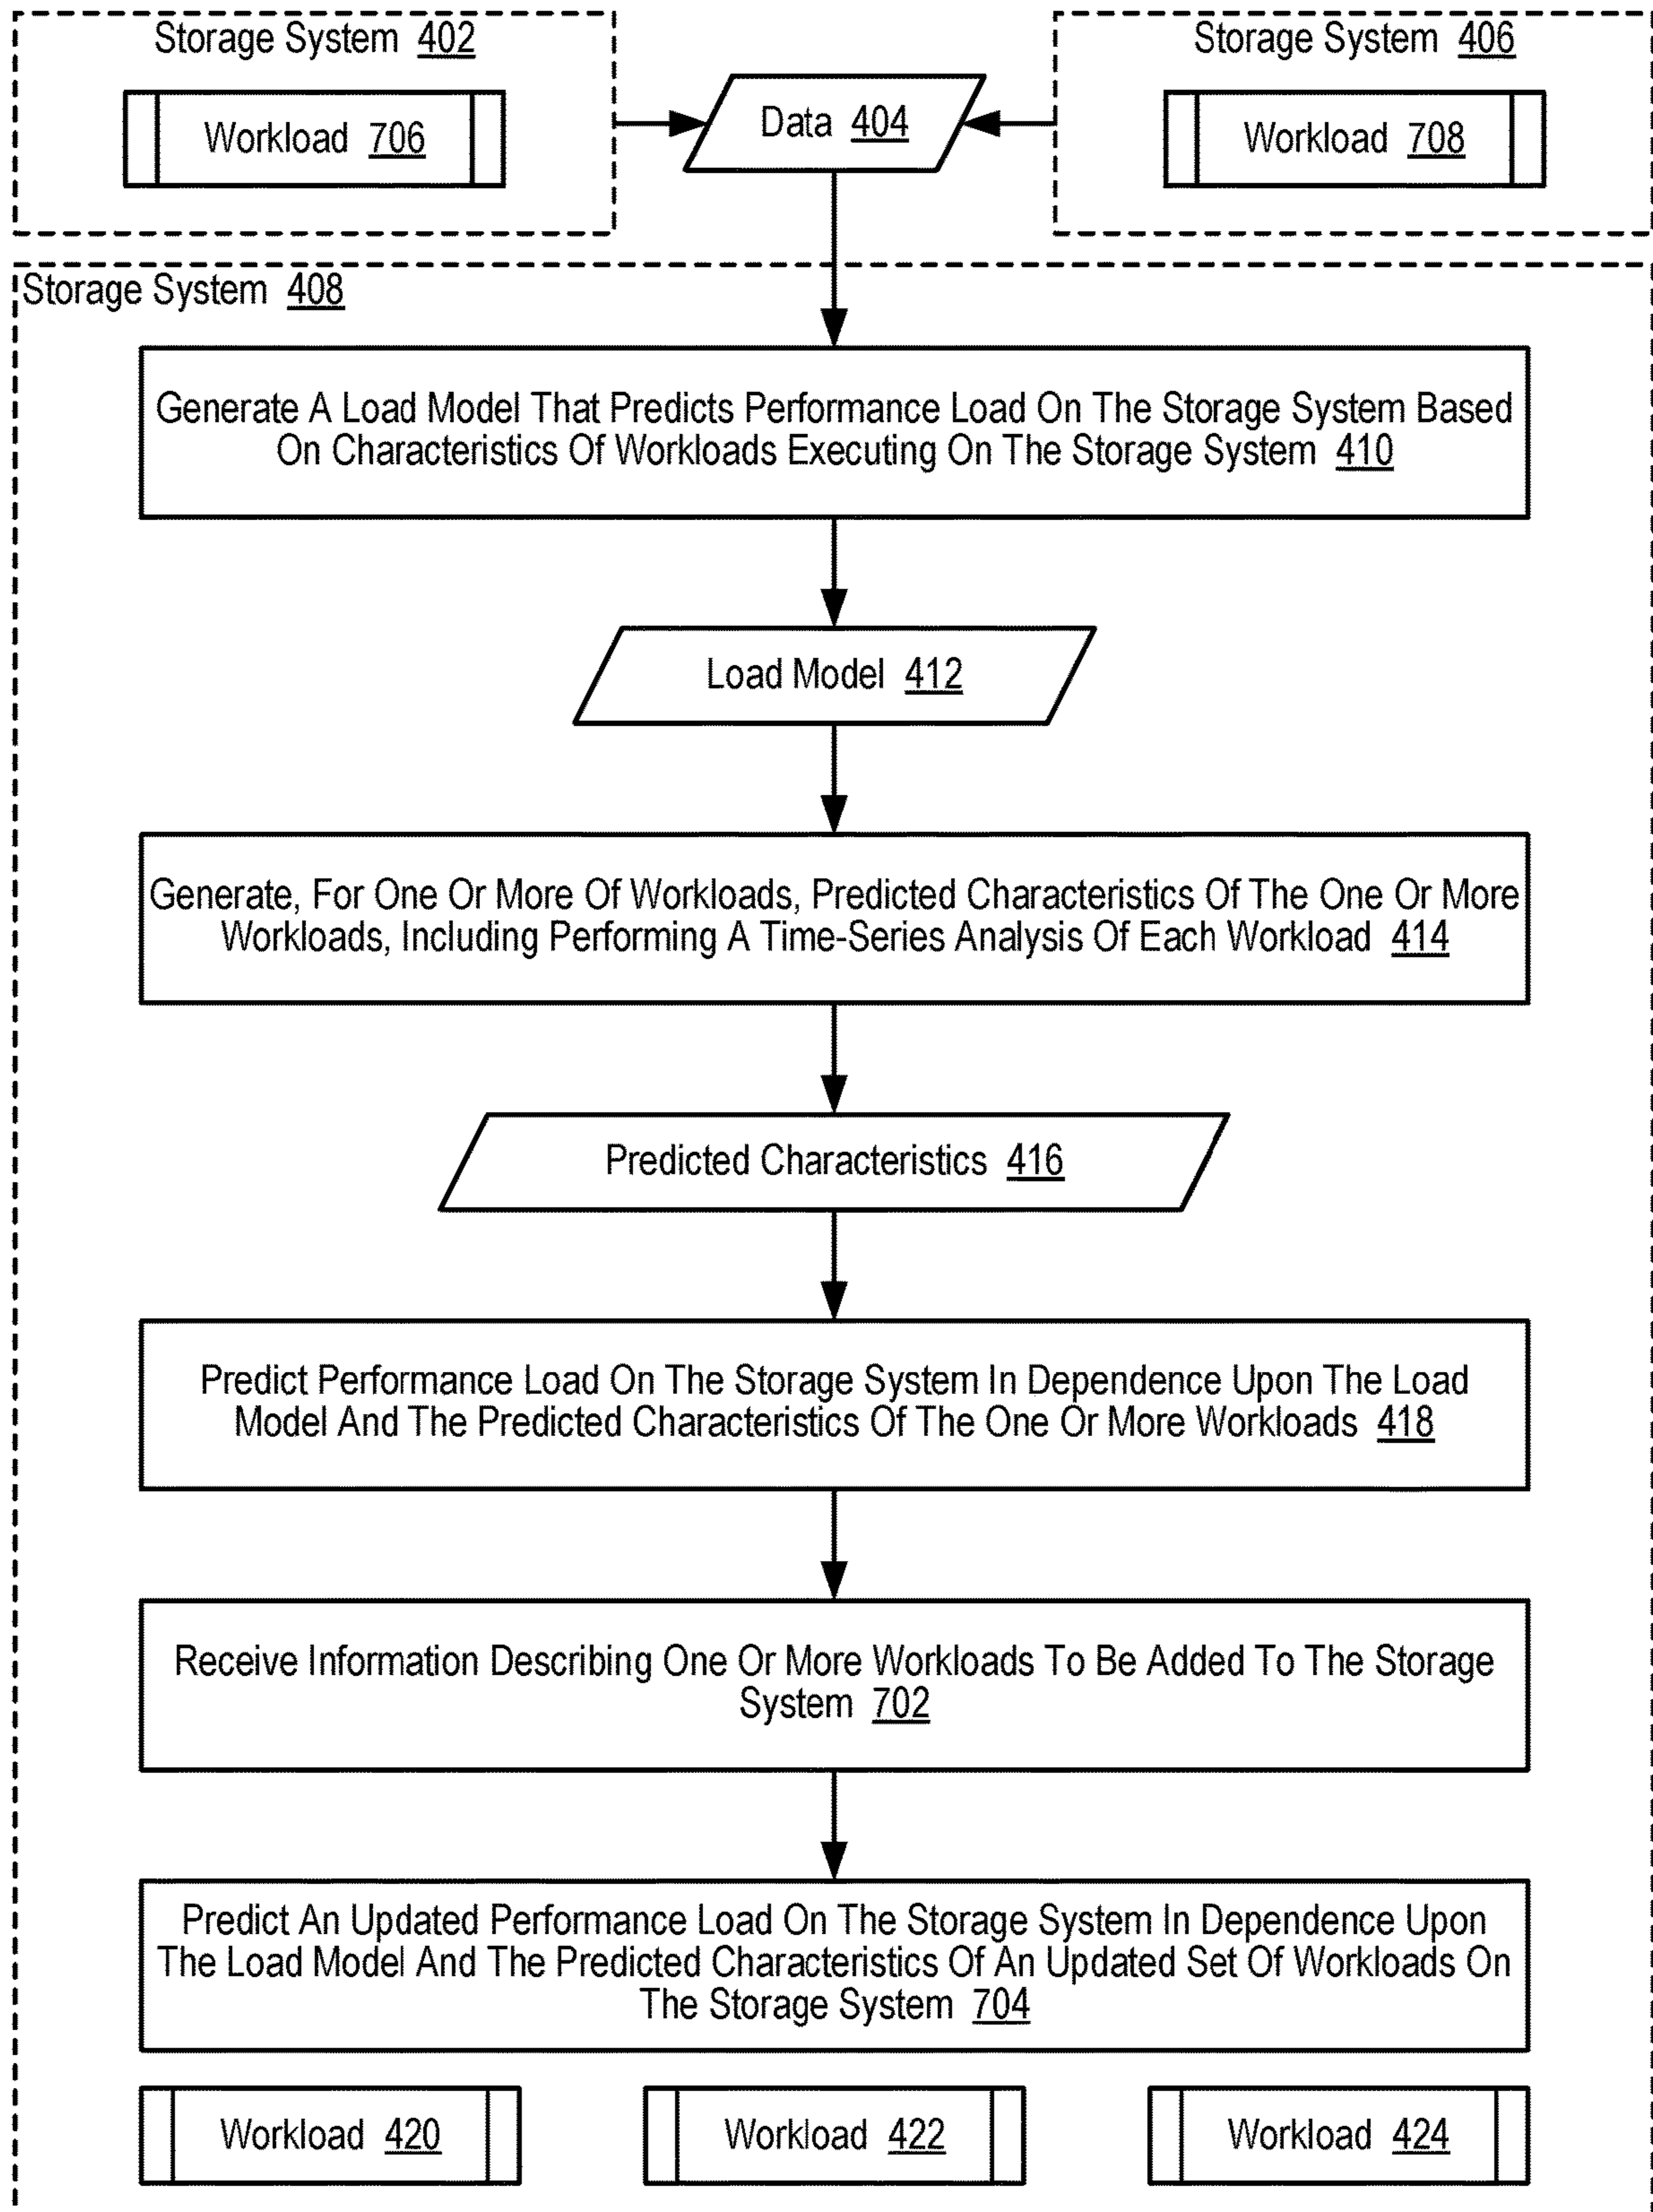 Storage System 402
Storage System 406
Workload 706
Data 404
Workload 708
Storage System 408
Generate A Load Model That Predicts Performance Load On The Storage System Based
On Characteristics Of Workloads Executing On The Storage System 410
Load Model 412
Generate, For One Or More Of Workloads, Predicted Characteristics Of The One Or More
Workloads, Including Performing A Time-Series Analysis Of Each Workload 414
Predicted Characteristics 416
Predict Performance Load On The Storage System In Dependence Upon The Load
Model And The Predicted Characteristics Of The One Or More Workloads 418
Receive Information Describing One Or More Workloads To Be Added To The Storage
System 702
Predict An Updated Performance Load On The Storage System In Dependence Upon
The Load Model And The Predicted Characteristics Of An Updated Set Of Workloads On
The Storage System 704
Workload 420
Workload 422
Workload 424